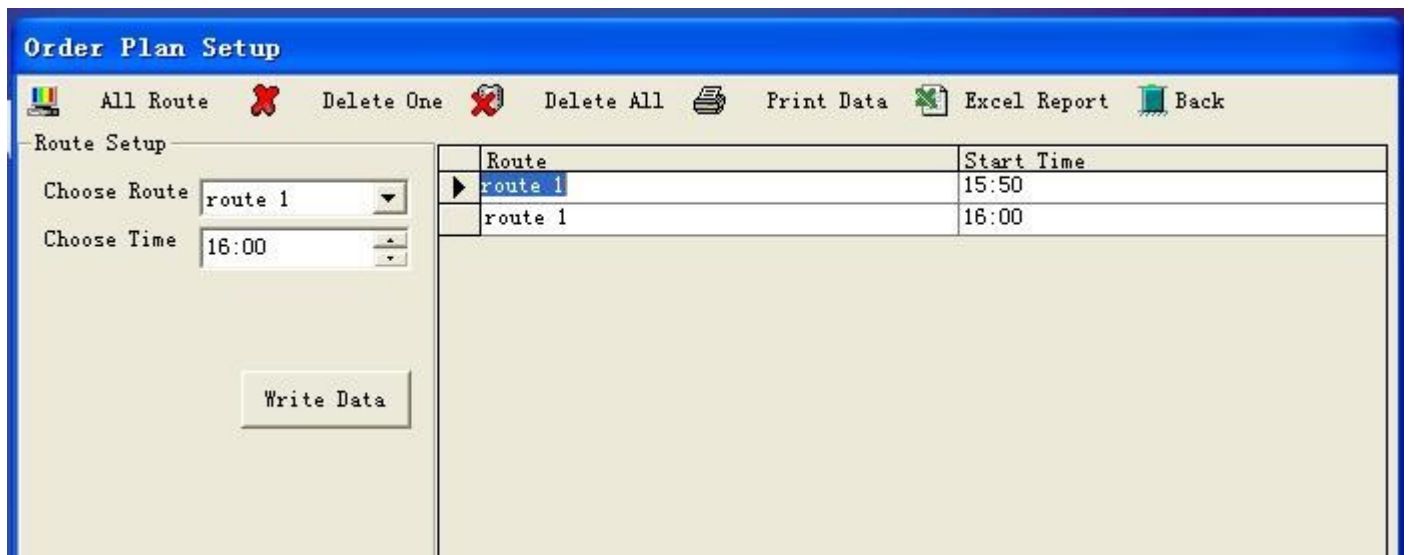 Order Plan Setup
All Route Delete One Delete All Print Data Excel Report Back
Route Setup
Choose Route route 1
Choose Time 16:00
Write Data
Route Start Time
route 1 15:50
route 1 16:00